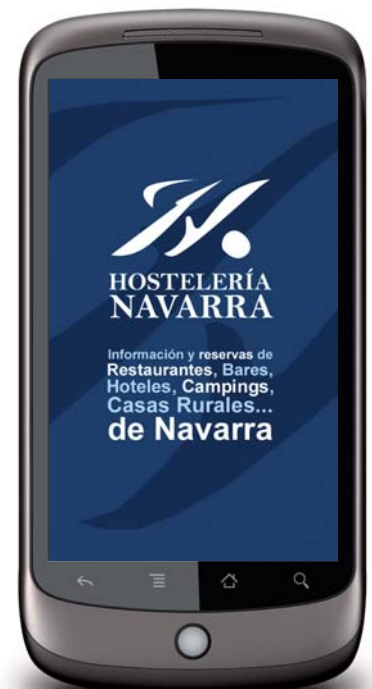 HOSTELERÍA
NAVARRA
Información y reservas de
Restaurantes, Bares,
Hoteles, Campings,
Casas Rurales...
de Navarra